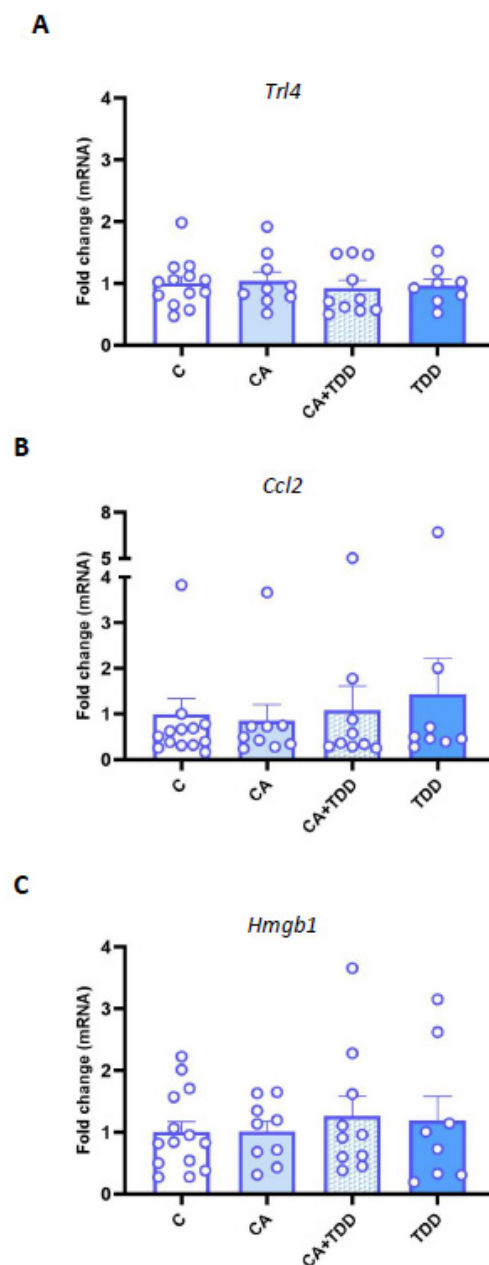 A
Trl4
Fold change (mRNA)
4
3
2
1
0
C
CA
CA+TDD
TDD
B
Ccl2
Fold change (mRNA)
8
5
4
3
2
1
0
C
CA
CA+TDD
TDD
C
Hmgb1
Fold change (mRNA)
4
3
2
1
0
C
CA
CA+TDD
TDD